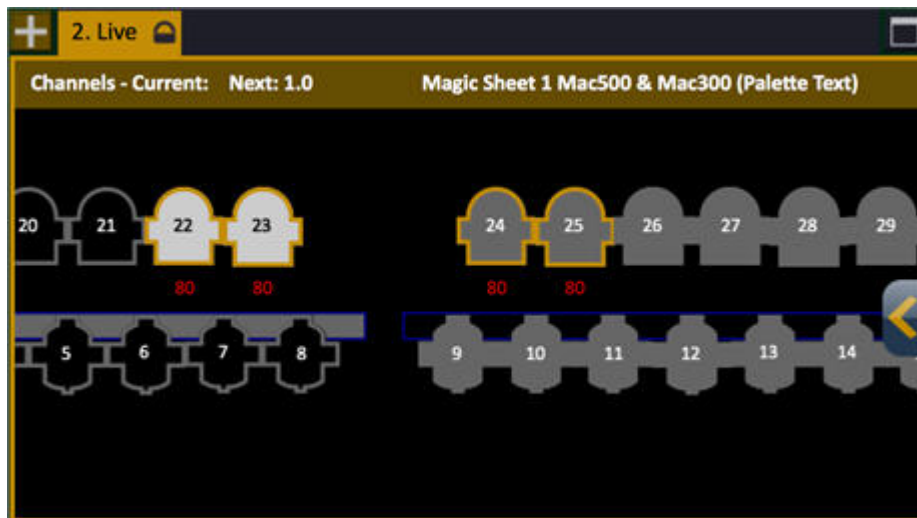 2. Live
Channels - Current: Next: 1.0
Magic Sheet 1 Mac500 & Mac300 (Palette Text)
20 21 22 23 24 25 26 27 28 29
80 80 80 80
5 6 7 8 9 10 11 12 13 14